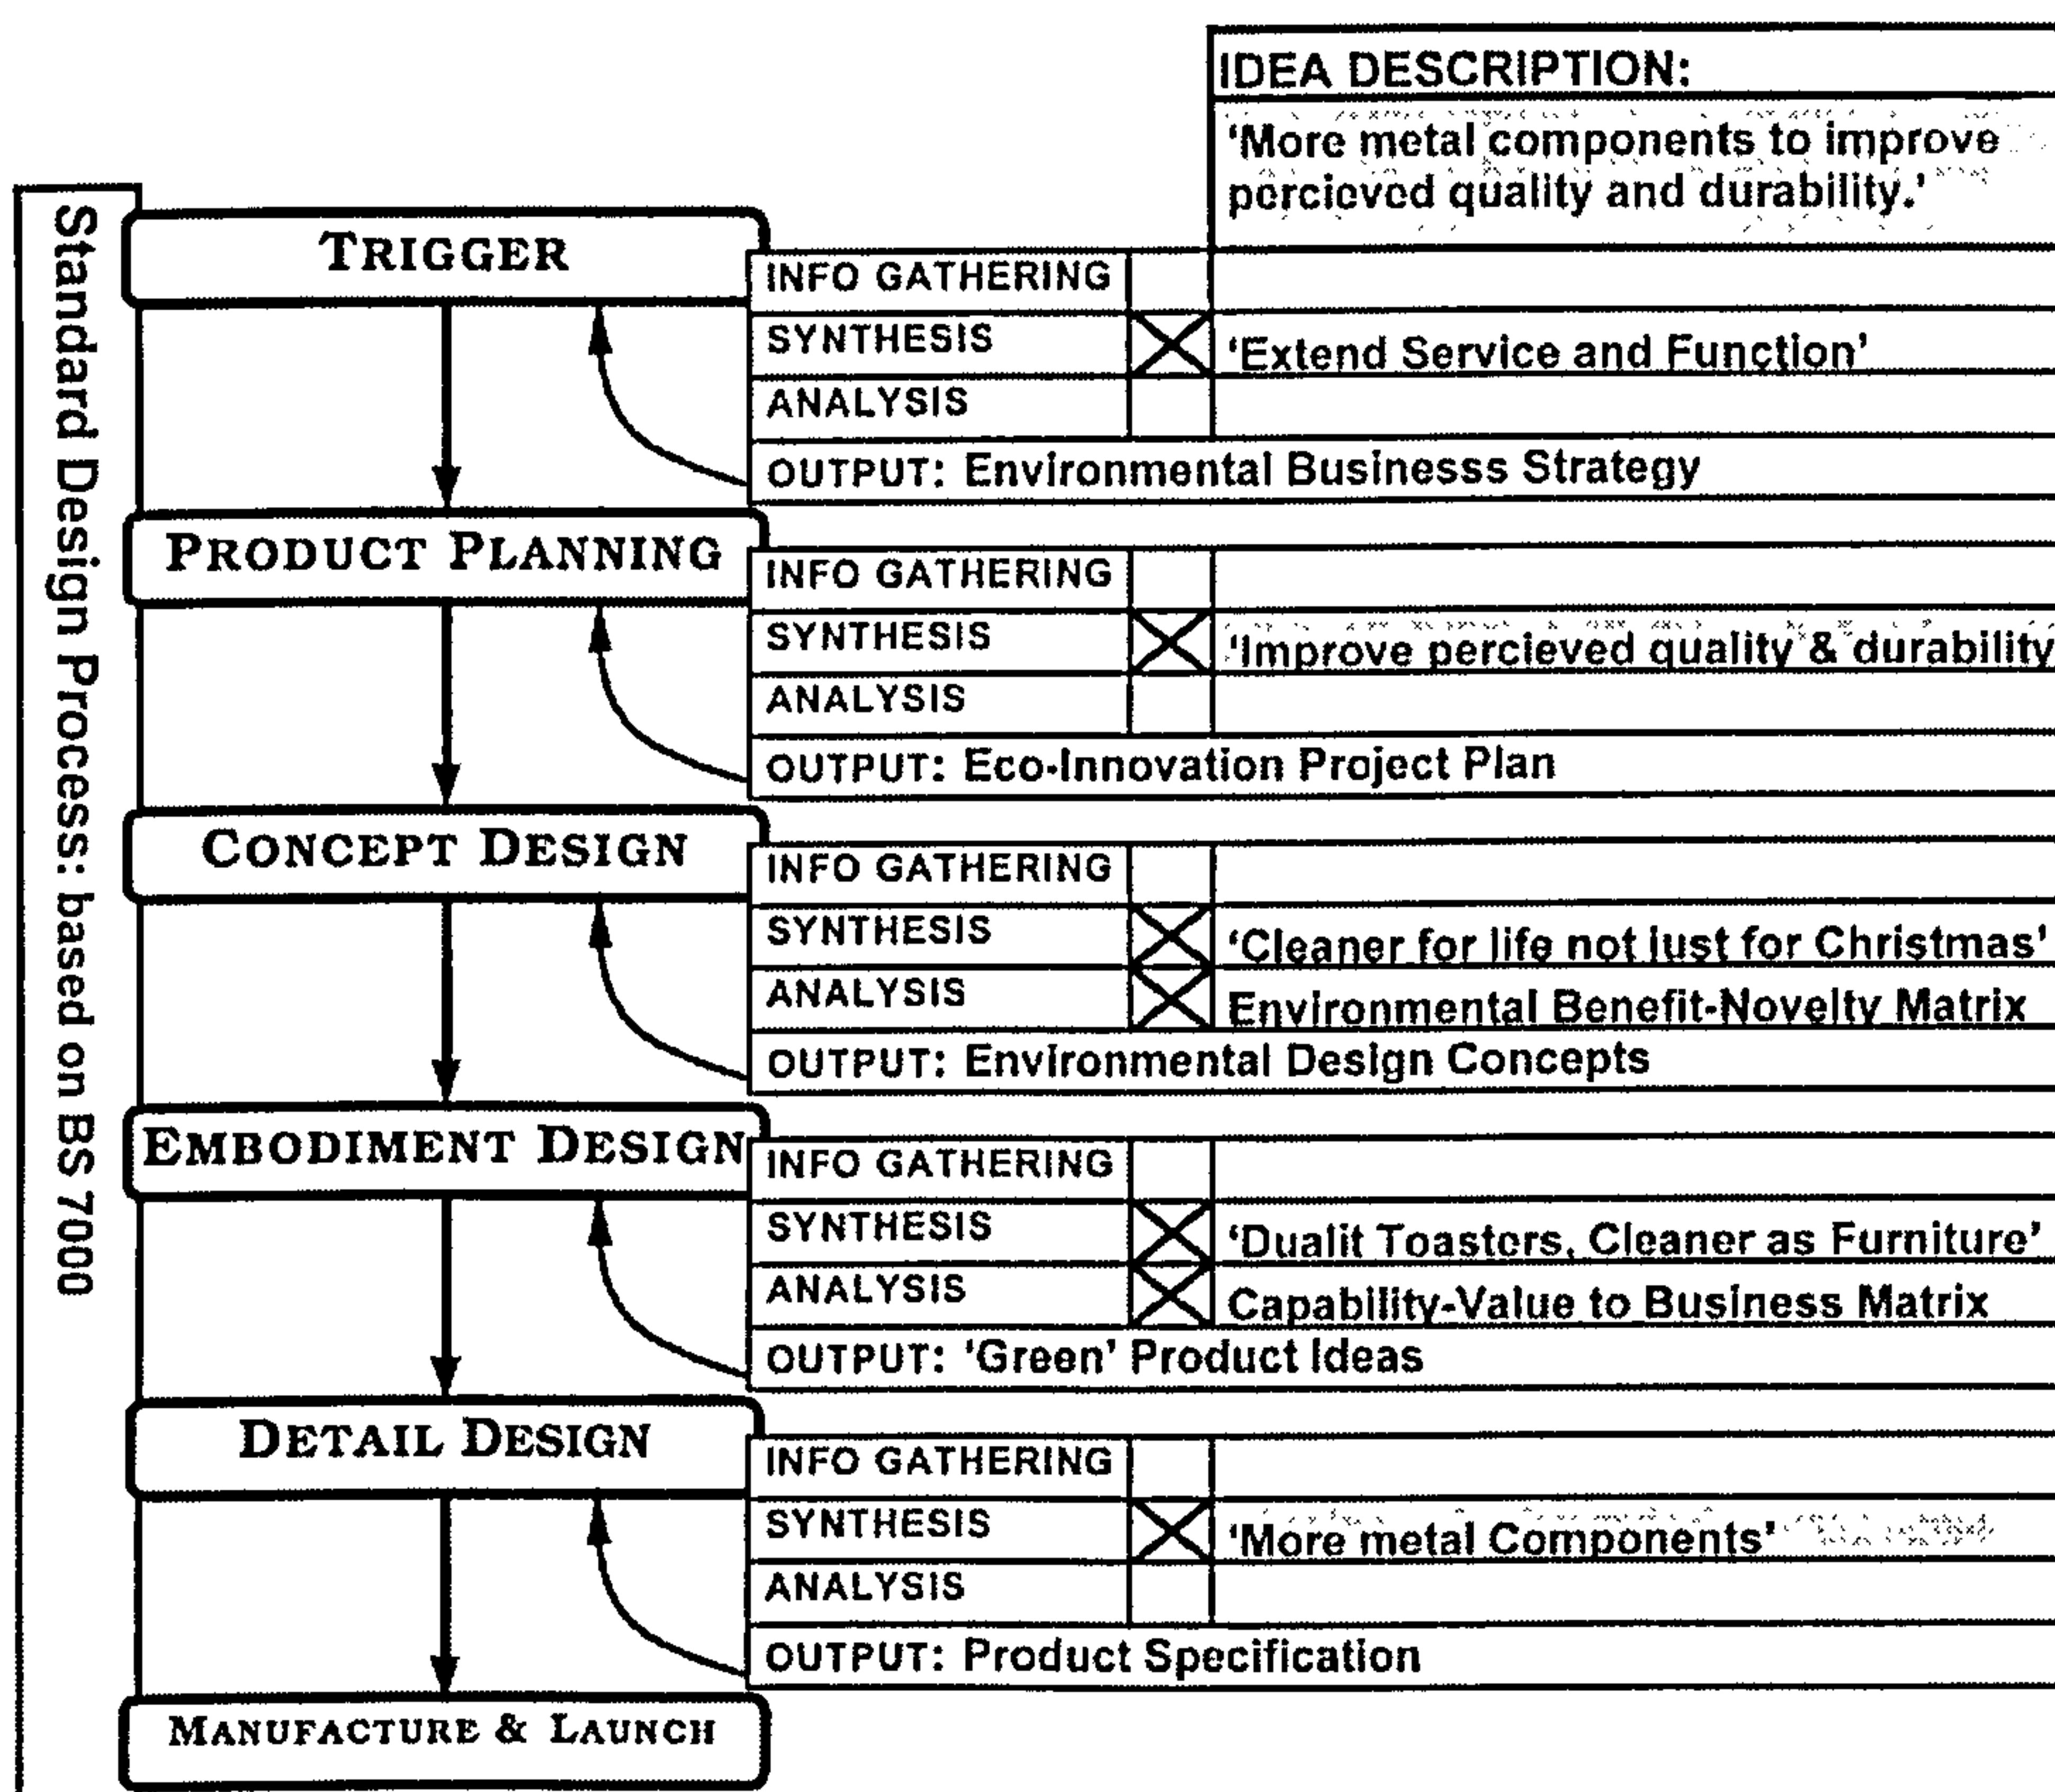 IDEA DESCRIPTION:
'More metal components to improve
percieved quality and durability.'
Standard Design Process: based on BS 7000
TRIGGER
INFO GATHERING
SYNTHESIS 'Extend Service and Function'
ANALYSIS
OUTPUT: Environmental Businesss Strategy
PRODUCT PLANNING
INFO GATHERING
SYNTHESIS 'Improve percieved quality & durability
ANALYSIS
OUTPUT: Eco-Innovation Project Plan
CONCEPT DESIGN
INFO GATHERING
SYNTHESIS 'Cleaner for life not just for Christmas'
ANALYSIS Environmental Benefit-Novelty Matrix
OUTPUT: Environmental Design Concepts
EMBODIMENT DESIGN
INFO GATHERING
SYNTHESIS 'Dualit Toasters, Cleaner as Furniture'
ANALYSIS Capability-Value to Business Matrix
OUTPUT: 'Green' Product Ideas
DETAIL DESIGN
INFO GATHERING
SYNTHESIS 'More metal Components'
ANALYSIS
OUTPUT: Product Specification
MANUFACTURE & LAUNCH